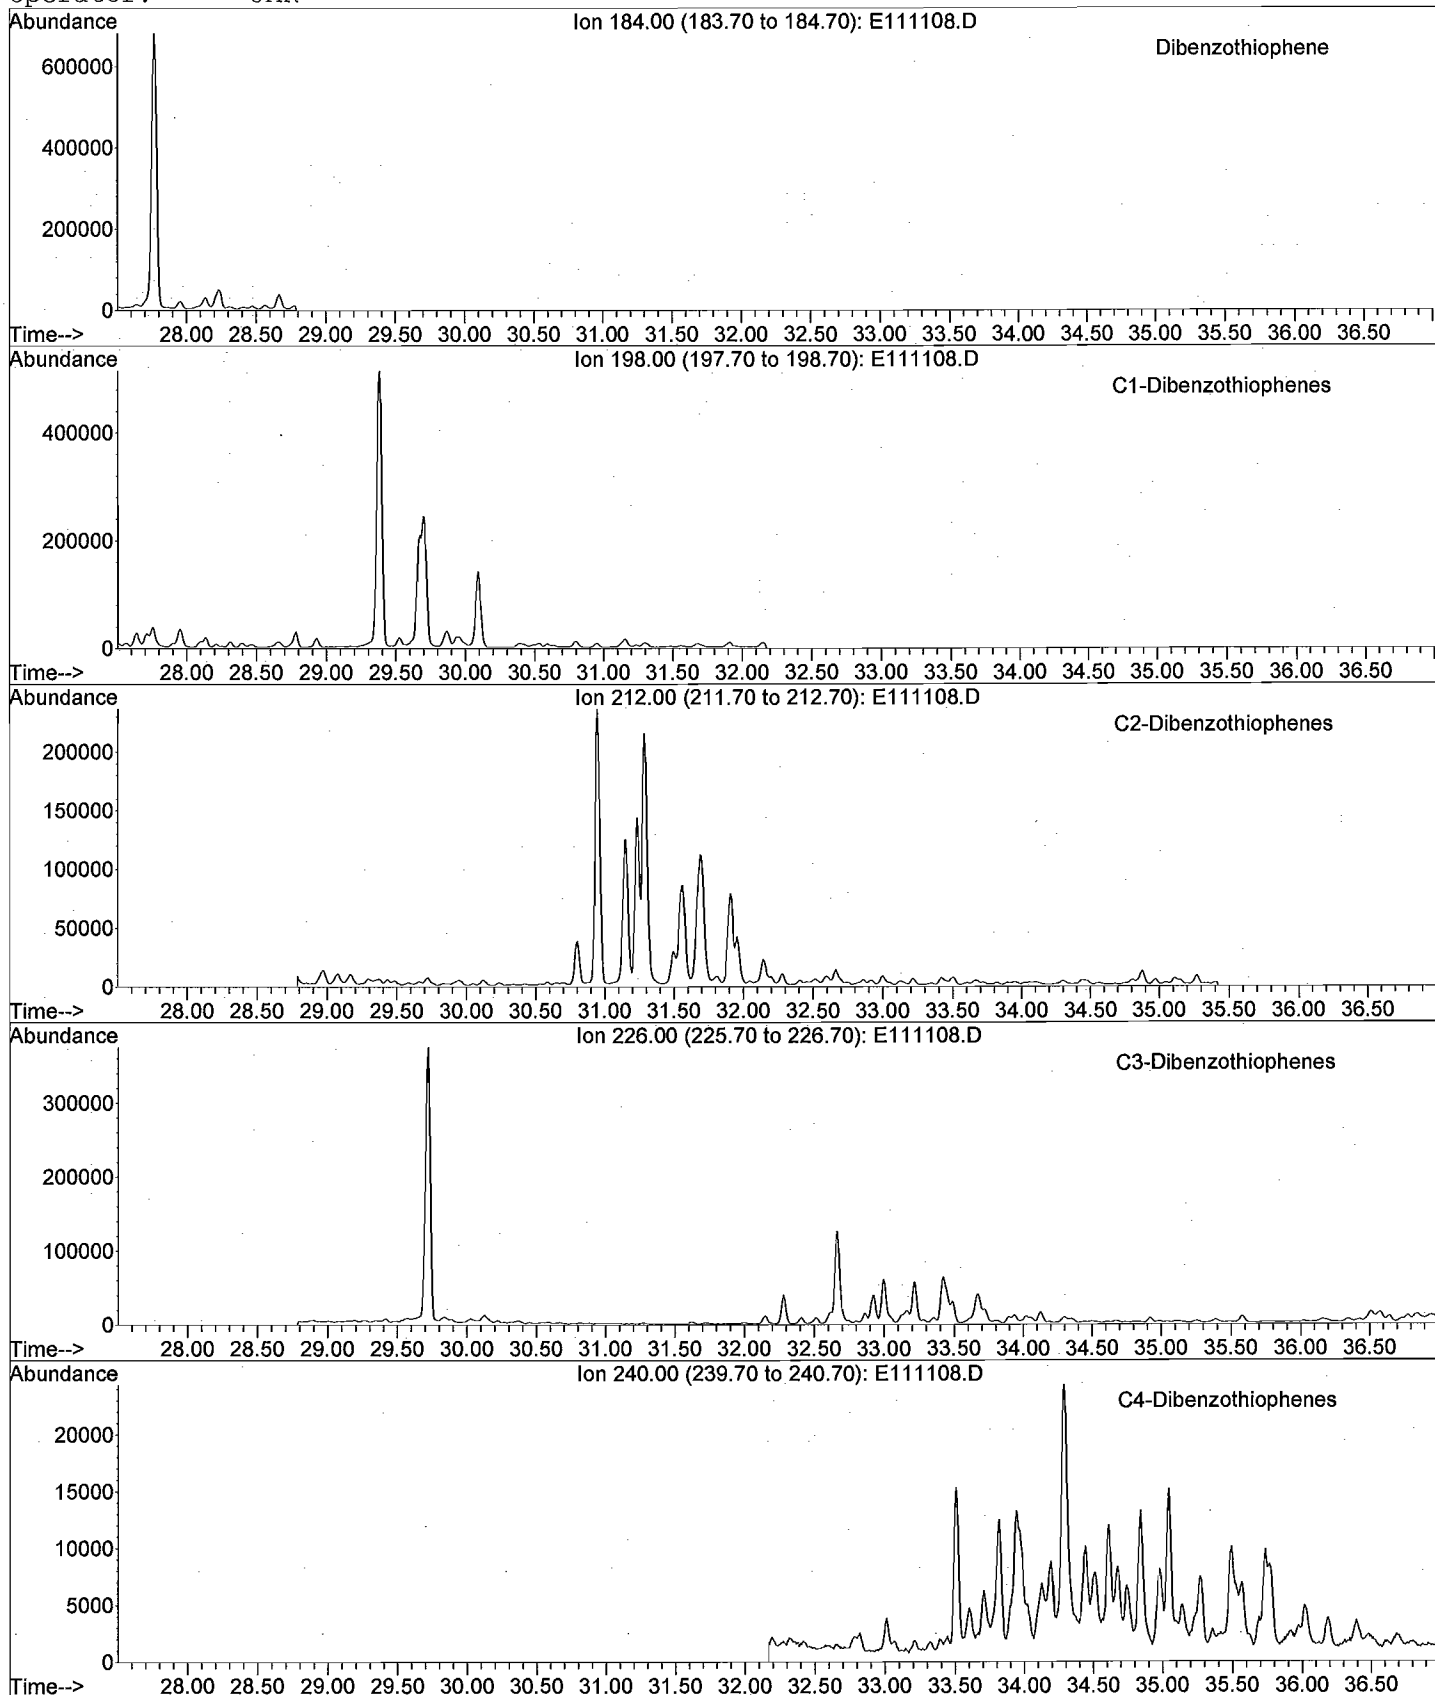 Abundance Ion 184.00 (183.70 to 184.70): E111108.D
Dibenzothiophene
600000
400000
200000
0
Time--> 28.00 28.50 29.00 29.50 30.00 30.50 31.00 31.50 32.00 32.50 33.00 33.50 34.00 34.50 35.00 35.50 36.00 36.50
Abundance Ion 198.00 (197.70 to 198.70): E111108.D
C1-Dibenzothiophenes
400000
200000
0
Time--> 28.00 28.50 29.00 29.50 30.00 30.50 31.00 31.50 32.00 32.50 33.00 33.50 34.00 34.50 35.00 35.50 36.00 36.50
Abundance Ion 212.00 (211.70 to 212.70): E111108.D
C2-Dibenzothiophenes
200000
150000
100000
50000
0
Time--> 28.00 28.50 29.00 29.50 30.00 30.50 31.00 31.50 32.00 32.50 33.00 33.50 34.00 34.50 35.00 35.50 36.00 36.50
Abundance Ion 226.00 (225.70 to 226.70): E111108.D
C3-Dibenzothiophenes
300000
200000
100000
0
Time--> 28.00 28.50 29.00 29.50 30.00 30.50 31.00 31.50 32.00 32.50 33.00 33.50 34.00 34.50 35.00 35.50 36.00 36.50
Abundance Ion 240.00 (239.70 to 240.70): E111108.D
C4-Dibenzothiophenes
20000
15000
10000
5000
0
Time--> 28.00 28.50 29.00 29.50 30.00 30.50 31.00 31.50 32.00 32.50 33.00 33.50 34.00 34.50 35.00 35.50 36.00 36.50